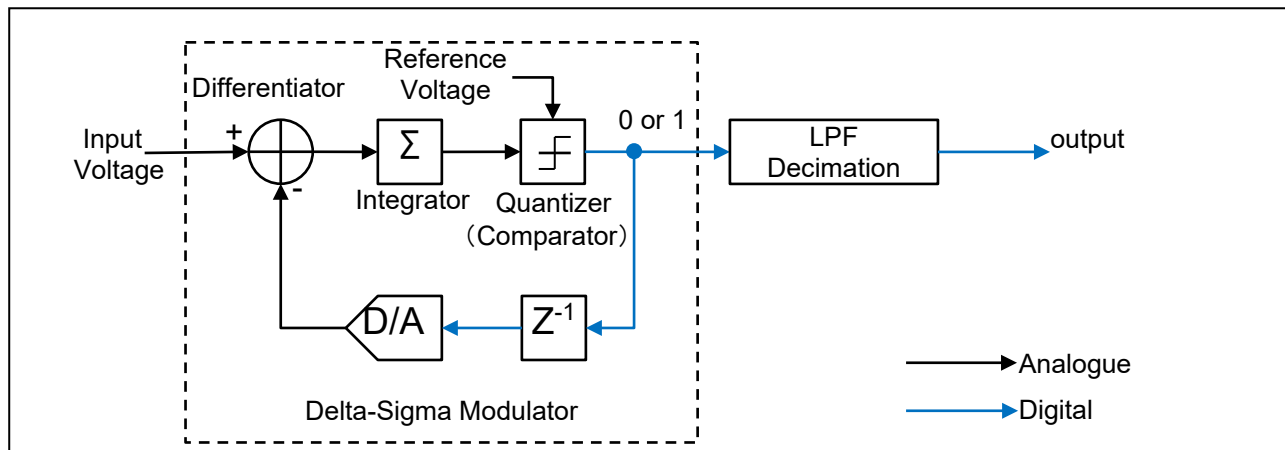 Reference
Voltage
Differentiator
0 or 1
+
Input
Voltage
Σ
LPF
Decimation
output
-
Integrator
Quantizer
（Comparator）
D/A
Z-1
Analogue
Delta-Sigma Modulator
Digital